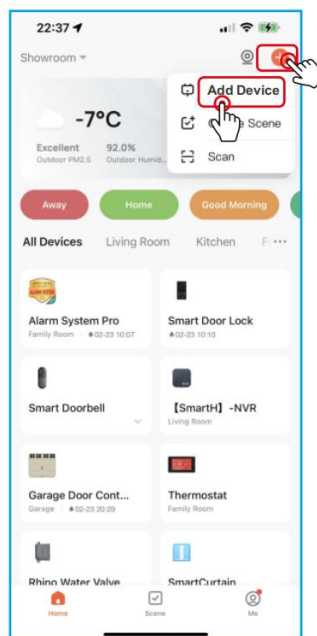 22:37
Showroom
Add Device
Scene
Scan
-7°C
Excellent
92.0%
Outdoor PM2.5
Outdoor Humid...
Away
Home
Good Morning
All Devices
Living Room
Kitchen
ALARM SYSTEM
Alarm System Pro
Family Room
02-23 10:07
Smart Door Lock
02-23 10:10
Smart Doorbell
【SmartH】-NVR
Living Room
Garage Door Cont...
Garage
02-23 20:29
Thermostat
Family Room
Rhino Water Valve
SmartCurtain
Home
Scene
Me